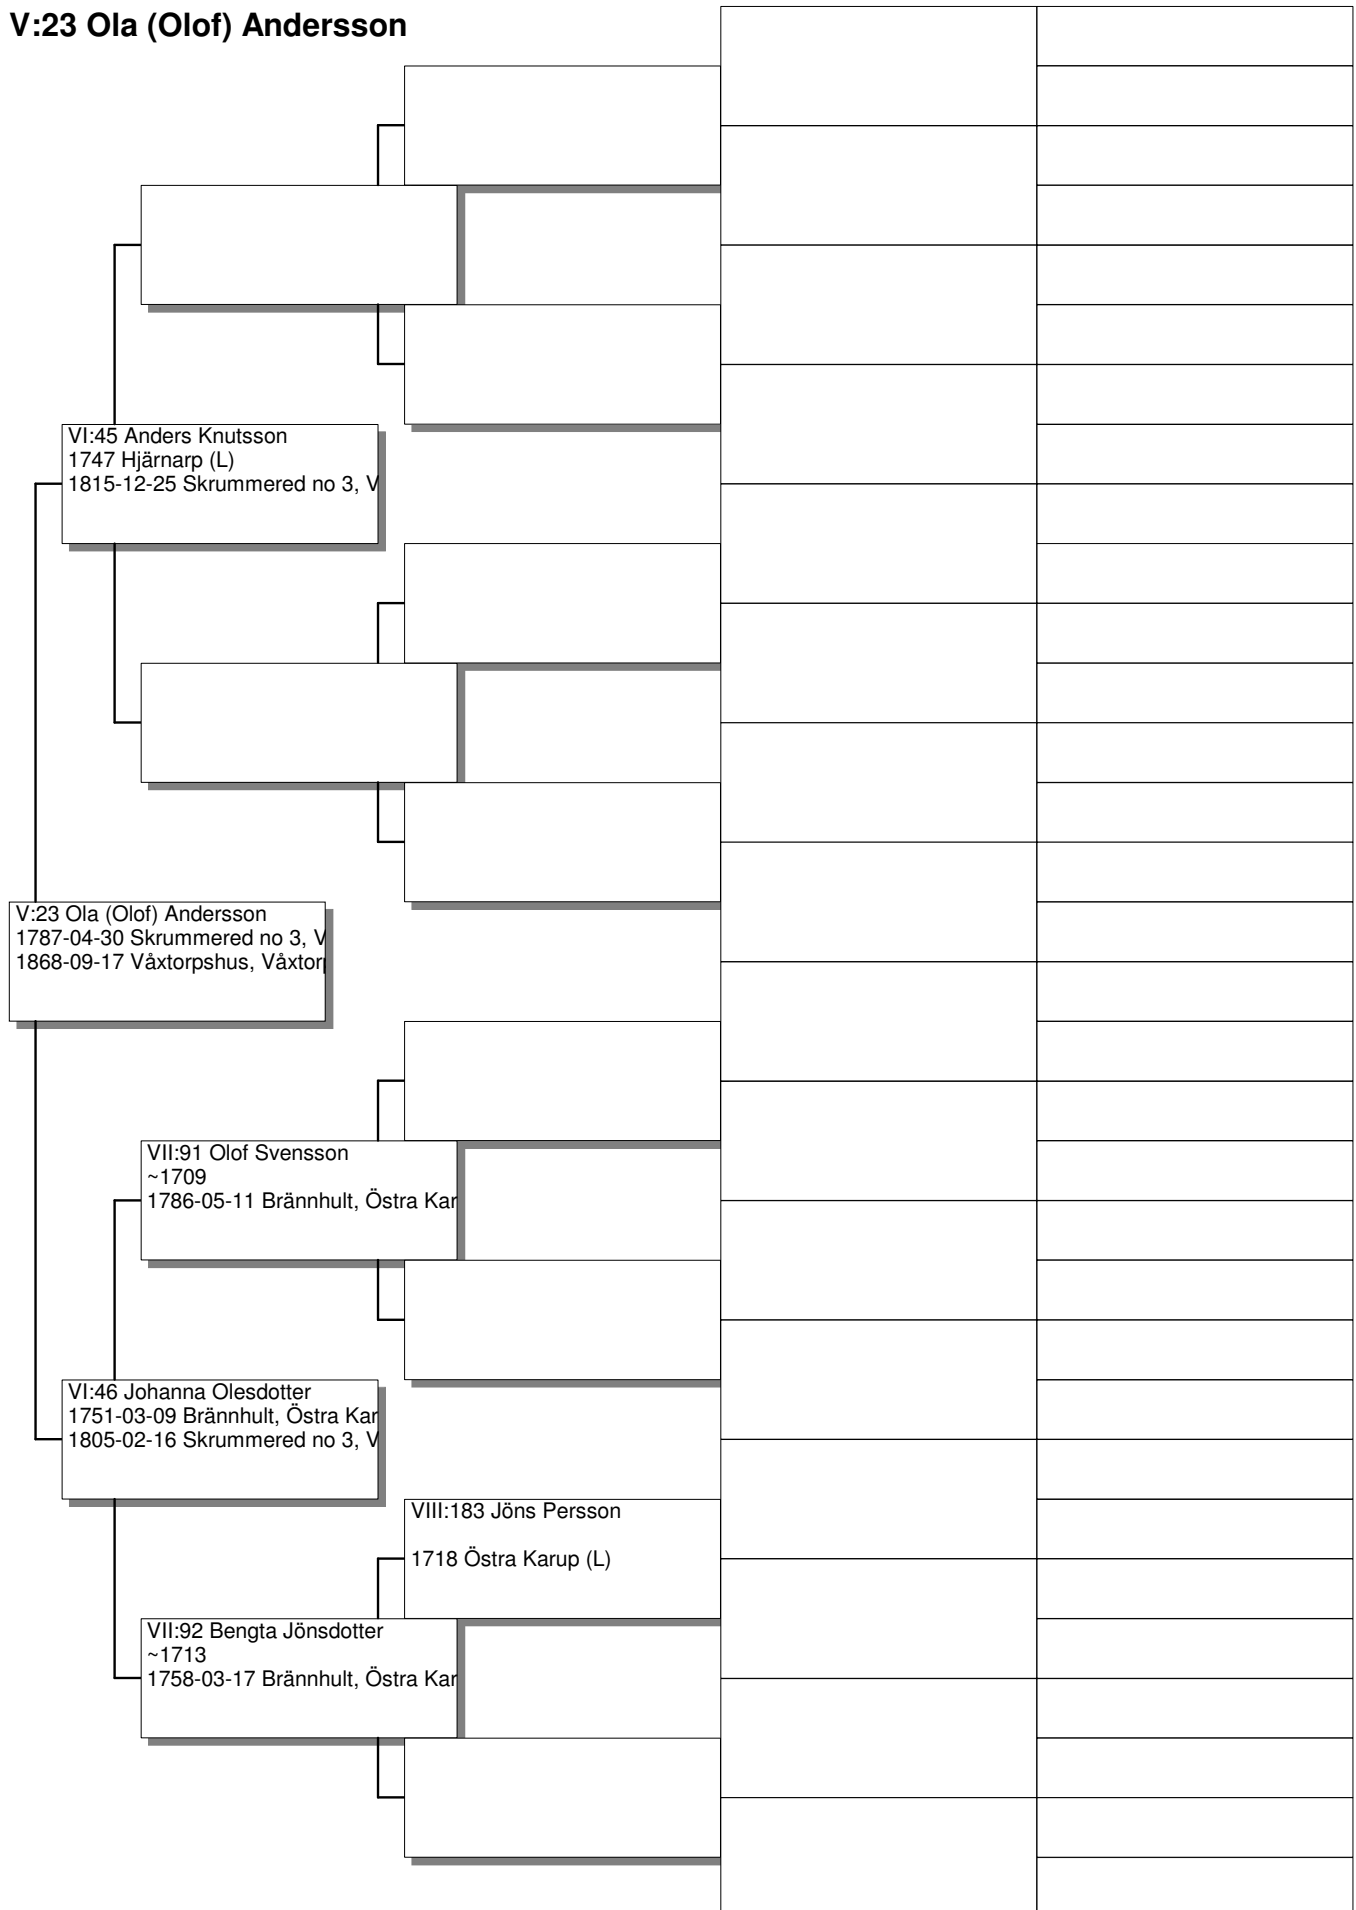 V:23 Ola (Olof) Andersson
VI:45 Anders Knutsson
1747 Hjärnarp (L)
1815-12-25 Skrummered no 3, V
V:23 Ola (Olof) Andersson
1787-04-30 Skrummered no 3, V
1868-09-17 Våxtorpshus, Våxtorp
VII:91 Olof Svensson
~1709
1786-05-11 Brännhult, Östra Kar
VI:46 Johanna Olesdotter
1751-03-09 Brännhult, Östra Kar
1805-02-16 Skrummered no 3, V
VIII:183 Jöns Persson
1718 Östra Karup (L)
VII:92 Bengta Jönsdotter
~1713
1758-03-17 Brännhult, Östra Kar